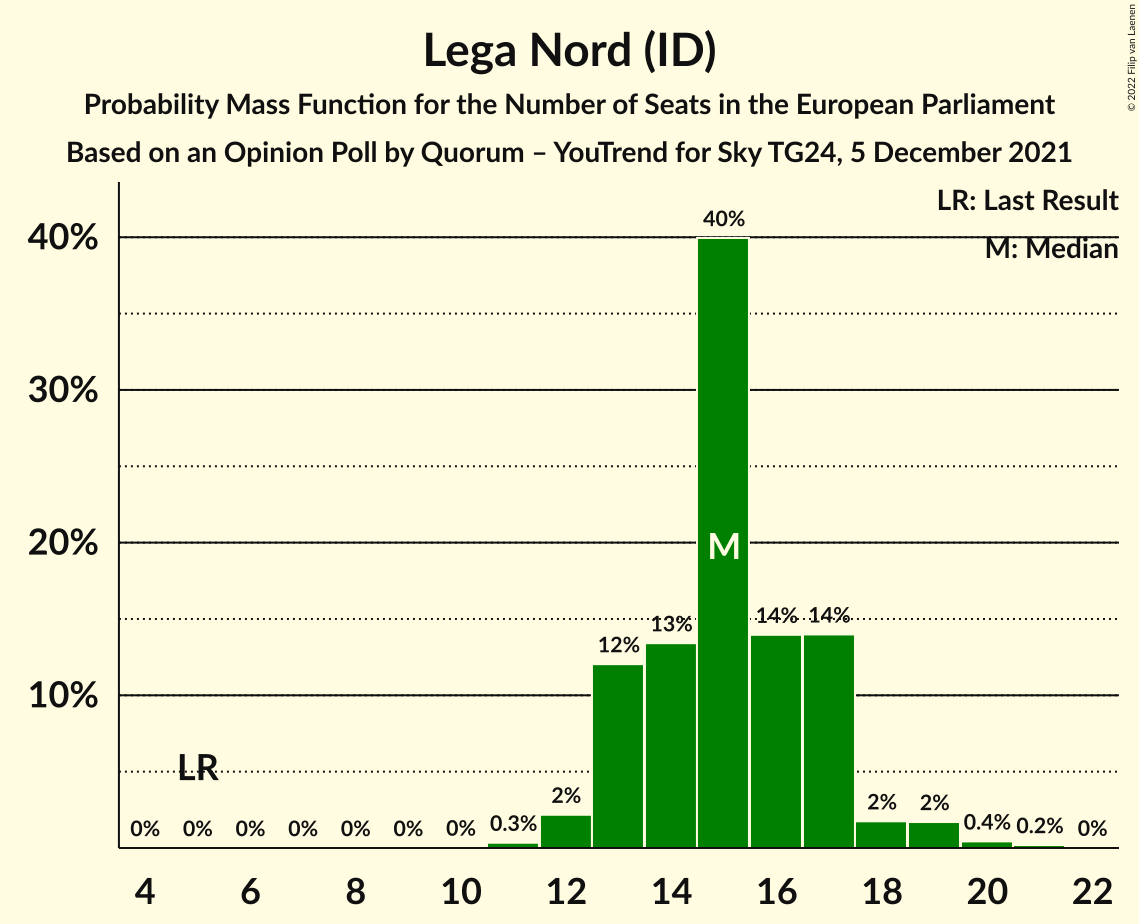 Lega Nord (ID)
Probability Mass Function for the Number of Seats in the European Parliament
Based on an Opinion Poll by Quorum – YouTrend for Sky TG24, 5 December 2021
© 2022 Filip van Laenen
LR: Last Result
M: Median
40%
30%
20%
10%
LR
M
0% 0% 0% 0% 0% 0% 0% 0.3% 2% 12% 13% 40% 14% 14% 2% 2% 0.4% 0.2% 0%
4 6 8 10 12 14 16 18 20 22